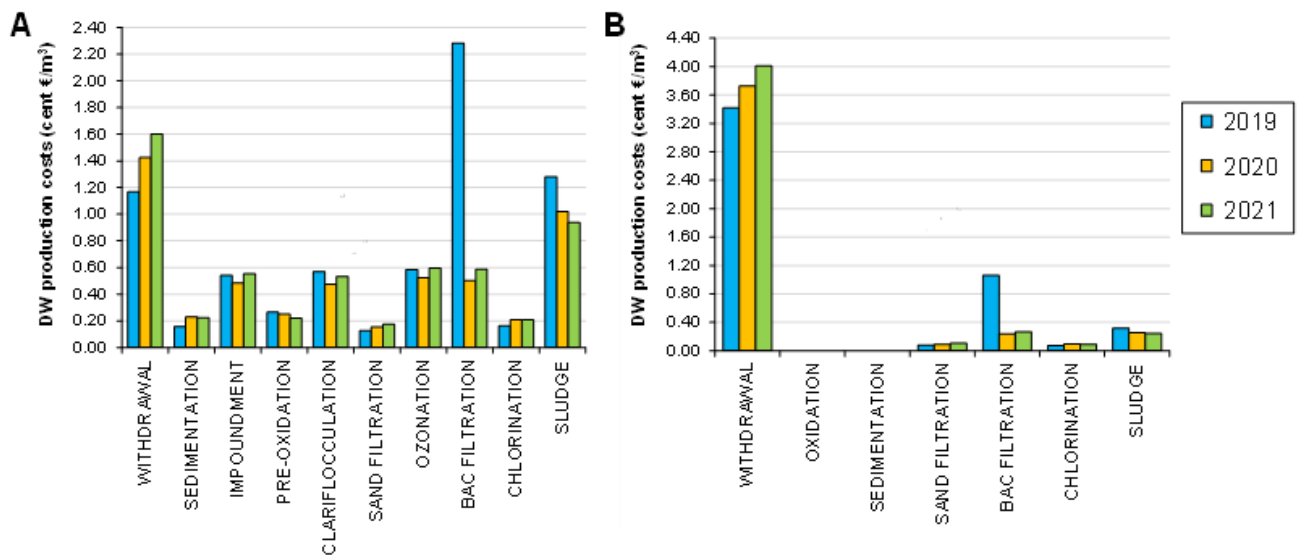 A
DW production costs (cent €/m³)
2.40
2.20
2.00
1.80
1.60
1.40
1.20
1.00
0.80
0.60
0.40
0.20
0.00
WITHDRAWAL
SEDIMENTATION
IMPOUNDMENT
PRE-OXIDATION
CLARIFLOCCULATION
SAND FILTRATION
OZONATION
BAC FILTRATION
CHLORINATION
SLUDGE
B
DW production costs (cent €/m³)
4.40
4.00
3.60
3.20
2.80
2.40
2.00
1.60
1.20
0.80
0.40
0.00
WITHDRAWAL
OXIDATION
SEDIMENTATION
SAND FILTRATION
BAC FILTRATION
CHLORINATION
SLUDGE
2019
2020
2021